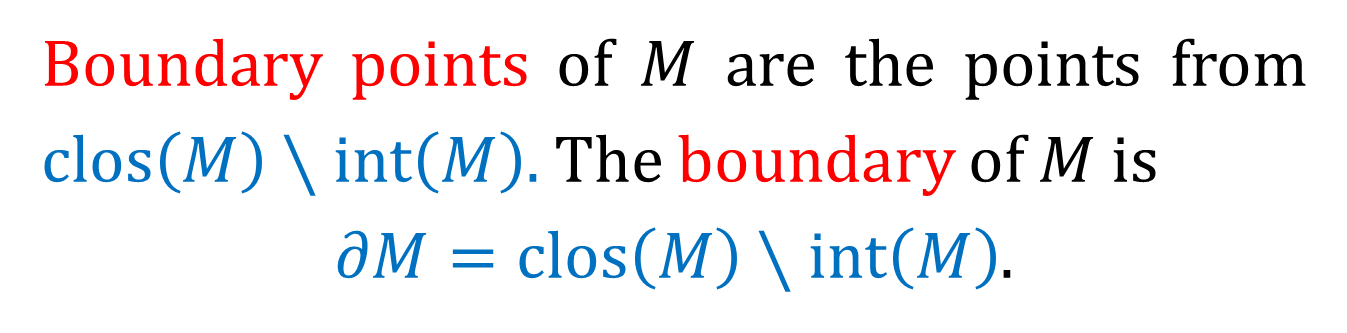 Boundary points of M are the points from
clos(M) \ int(M). The boundary of M is
∂M = clos(M) \ int(M).